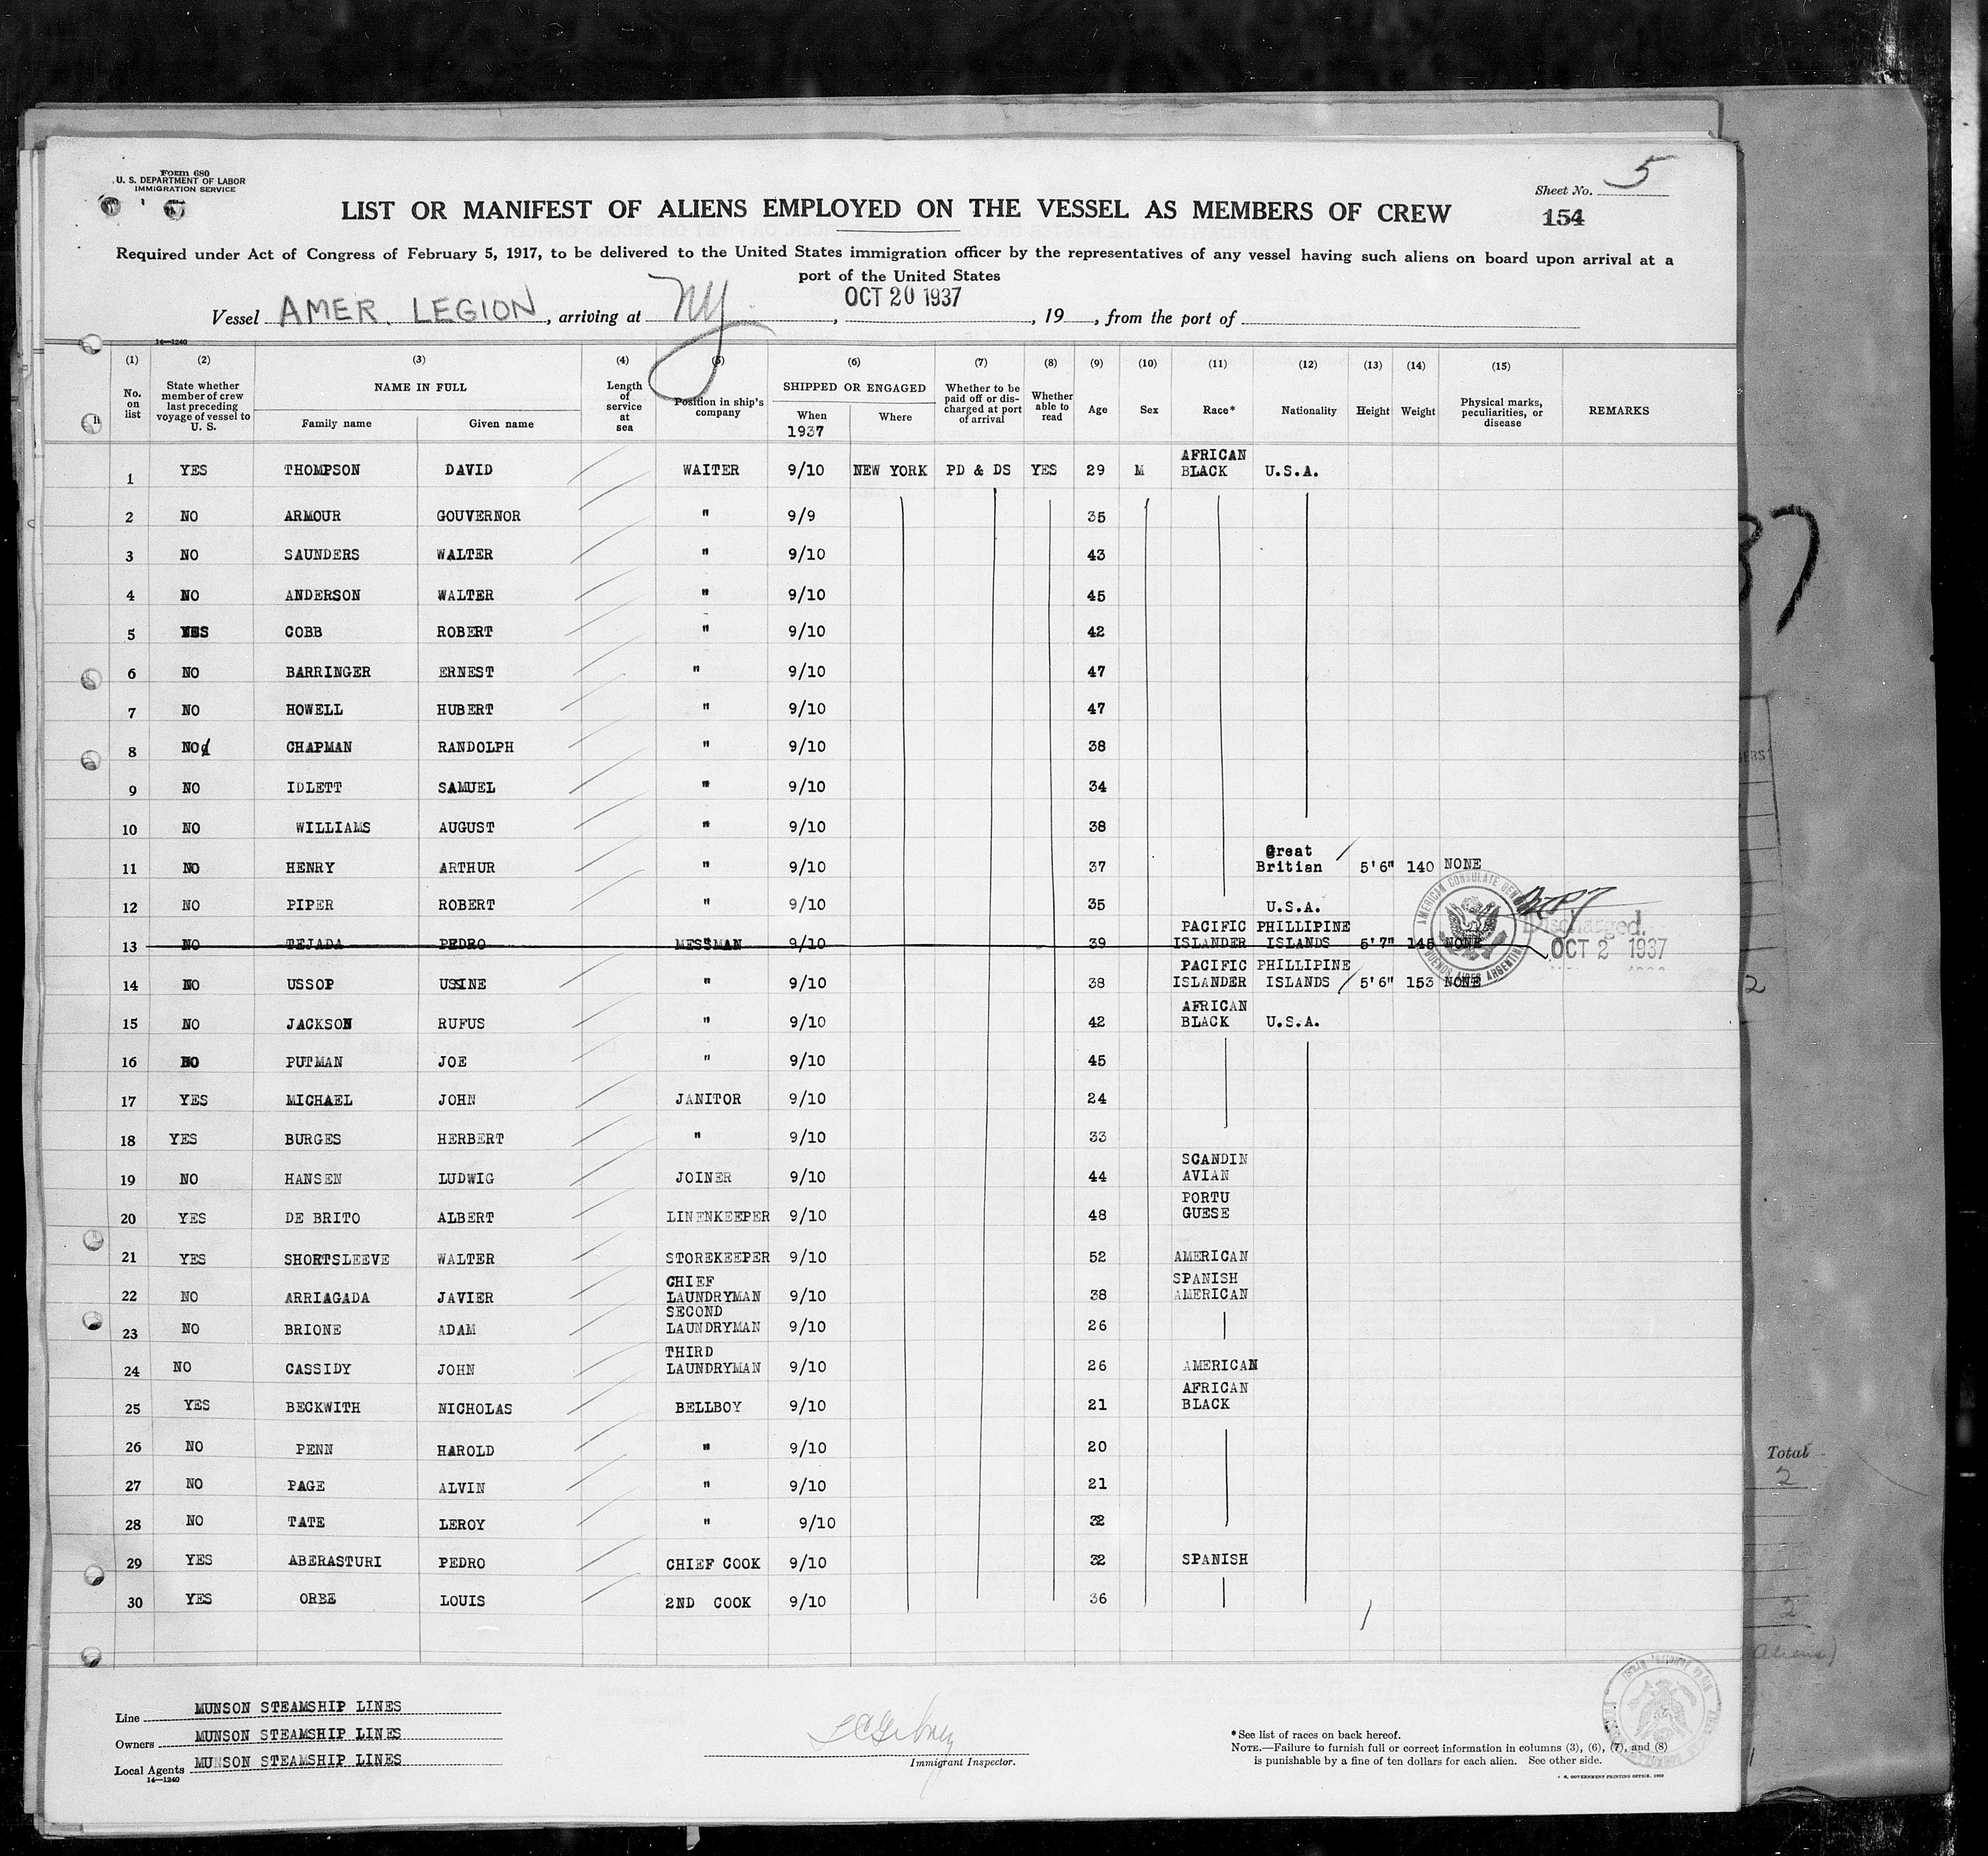 Form 680
U. S. DEPARTMENT OF LABOR
IMMIGRATION SERVICE
Sheet No. 5
154
LIST OR MANIFEST OF ALIENS EMPLOYED ON THE VESSEL AS MEMBERS OF CREW
Required under Act of Congress of February 5, 1917, to be delivered to the United States immigration officer by the representatives of any vessel having such aliens on board upon arrival at a
port of the United States
Vessel AMER. LEGION, arriving at NY, OCT 20 1937, 19, from the port of
14—1240
(1) (2) (3) (4) (5) (6) (7) (8) (9) (10) (11) (12) (13) (14) (15)
No. on list State whether member of crew last preceding voyage of vessel to U. S. NAME IN FULL Family name Given name Length of service at sea Position in ship's company SHIPPED OR ENGAGED When 1937 Where Whether to be paid off or discharged at port of arrival Whether able to read Age Sex Race* Nationality Height Weight Physical marks, peculiarities, or disease REMARKS
1 YES THOMPSON DAVID WAITER 9/10 NEW YORK PD & DS YES 29 M AFRICAN BLACK U.S.A.
2 NO ARMOUR GOUVERNOR " 9/9 35
3 NO SAUNDERS WALTER " 9/10 43
4 NO ANDERSON WALTER " 9/10 45
5 YES COBB ROBERT " 9/10 42
6 NO BARRINGER ERNEST " 9/10 47
7 NO HOWELL HUBERT " 9/10 47
8 NO CHAPMAN RANDOLPH " 9/10 38
9 NO IDLETT SAMUEL " 9/10 34
10 NO WILLIAMS AUGUST " 9/10 38
11 NO HENRY ARTHUR " 9/10 37 Great Britian 5'6" 140 NONE
12 NO PIPER ROBERT " 9/10 35 U.S.A.
13 NO TEJADA PEDRO MESSMAN 9/10 39 PACIFIC ISLANDER PHILLIPINE ISLANDS 5'7" 145 NONE Discharged. OCT 2 1937
AMERICAN CONSULATE GENERAL BUENOS AIRES ARGENTINA
14 NO USSOP USINE " 9/10 38 PACIFIC ISLANDER PHILLIPINE ISLANDS 5'6" 153 NONE
15 NO JACKSON RUFUS " 9/10 42 AFRICAN BLACK U.S.A.
16 NO PUTMAN JOE " 9/10 45
17 YES MICHAEL JOHN JANITOR 9/10 24
18 YES BURGES HERBERT " 9/10 33
19 NO HANSEN LUDWIG JOINER 9/10 44 SCANDIN AVIAN
20 YES DE BRITO ALBERT LINENKEEPER 9/10 48 PORTU GUESE
21 YES SHORTSLEEVE WALTER STOREKEEPER 9/10 52 AMERICAN
22 NO ARRIAGADA JAVIER CHIEF LAUNDRYMAN 9/10 38 SPANISH AMERICAN
23 NO BRIONE ADAM SECOND LAUNDRYMAN 9/10 26
24 NO CASSIDY JOHN THIRD LAUNDRYMAN 9/10 26 AMERICAN
25 YES BECKWITH NICHOLAS BELLBOY 9/10 21 AFRICAN BLACK
26 NO PENN HAROLD " 9/10 20
27 NO PAGE ALVIN " 9/10 21
28 NO TATE LEROY " 9/10 32
29 YES ABERASTURI PEDRO CHIEF COOK 9/10 32 SPANISH
30 YES ORBE LOUIS 2ND COOK 9/10 36
Line MUNSON STEAMSHIP LINES
Owners MUNSON STEAMSHIP LINES
Local Agents MUNSON STEAMSHIP LINES
14—1240
Immigrant Inspector.
*See list of races on back hereof.
NOTE.—Failure to furnish full or correct information in columns (3), (6), (7), and (8)
is punishable by a fine of ten dollars for each alien. See other side.
U. S. GOVERNMENT PRINTING OFFICE
37
2
Total
2
2
(Aliens)